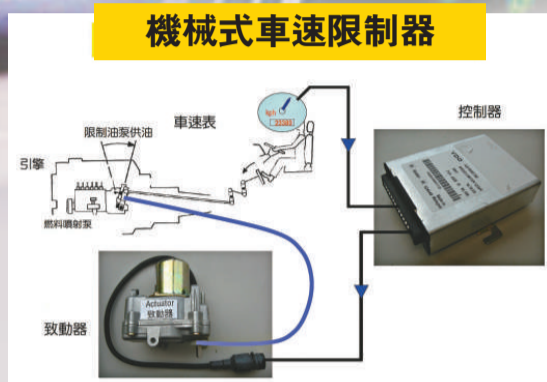 機械式車速限制器
控制器
車速表
限制油泵供油
引擎
燃料噴射泵
Actuator
致動器
致動器
VDO